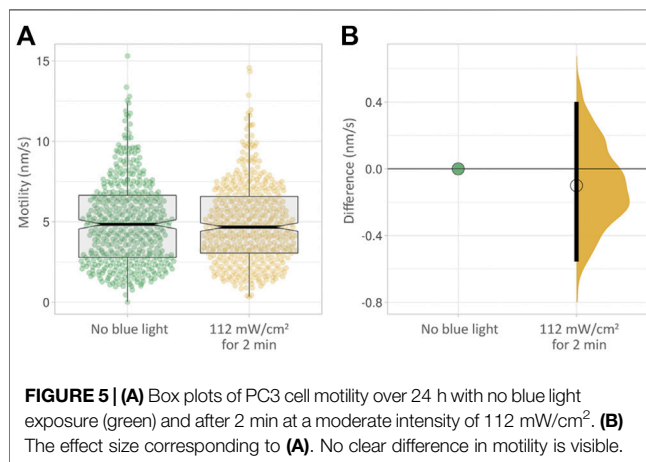 A
B
15
10
5
0
Motility (nm/s)
No blue light
112 mW/cm²
for 2 min
0.4
0.0
-0.4
-0.8
Difference (nm/s)
No blue light
112 mW/cm²
for 2 min
FIGURE 5 | (A) Box plots of PC3 cell motility over 24 h with no blue light
exposure (green) and after 2 min at a moderate intensity of 112 mW/cm². (B)
The effect size corresponding to (A). No clear difference in motility is visible.